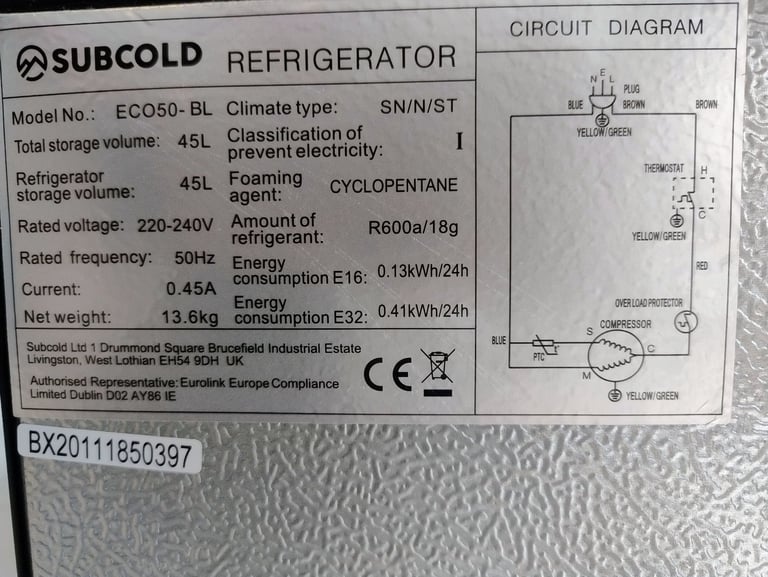 SUBCOLD REFRIGERATOR
Model No.: ECO50- BL
Total storage volume: 45L
Refrigerator
storage volume: 45L
Rated voltage: 220-240V
Rated frequency: 50Hz
Current: 0.45A
Net weight: 13.6kg
Climate type: SN/N/ST
Classification of
prevent electricity: I
Foaming
agent: CYCLOPENTANE
Amount of
refrigerant: R600a/18g
Energy
consumption E16: 0.13kWh/24h
Energy
consumption E32: 0.41kWh/24h
Subcold Ltd 1 Drummond Square Brucefield Industrial Estate
Livingston, West Lothian EH54 9DH UK
Authorised Representative: Eurolink Europe Compliance
Limited Dublin D02 AY86 IE
CE
CIRCUIT DIAGRAM
N E L
PLUG
BLUE BROWN BROWN
YELLOW/GREEN
THERMOSTAT H
C
YELLOW/GREEN
RED
OVER LOAD PROTECTOR
COMPRESSOR
BLUE S
PTC t° C
M
YELLOW/GREEN
BX20111850397